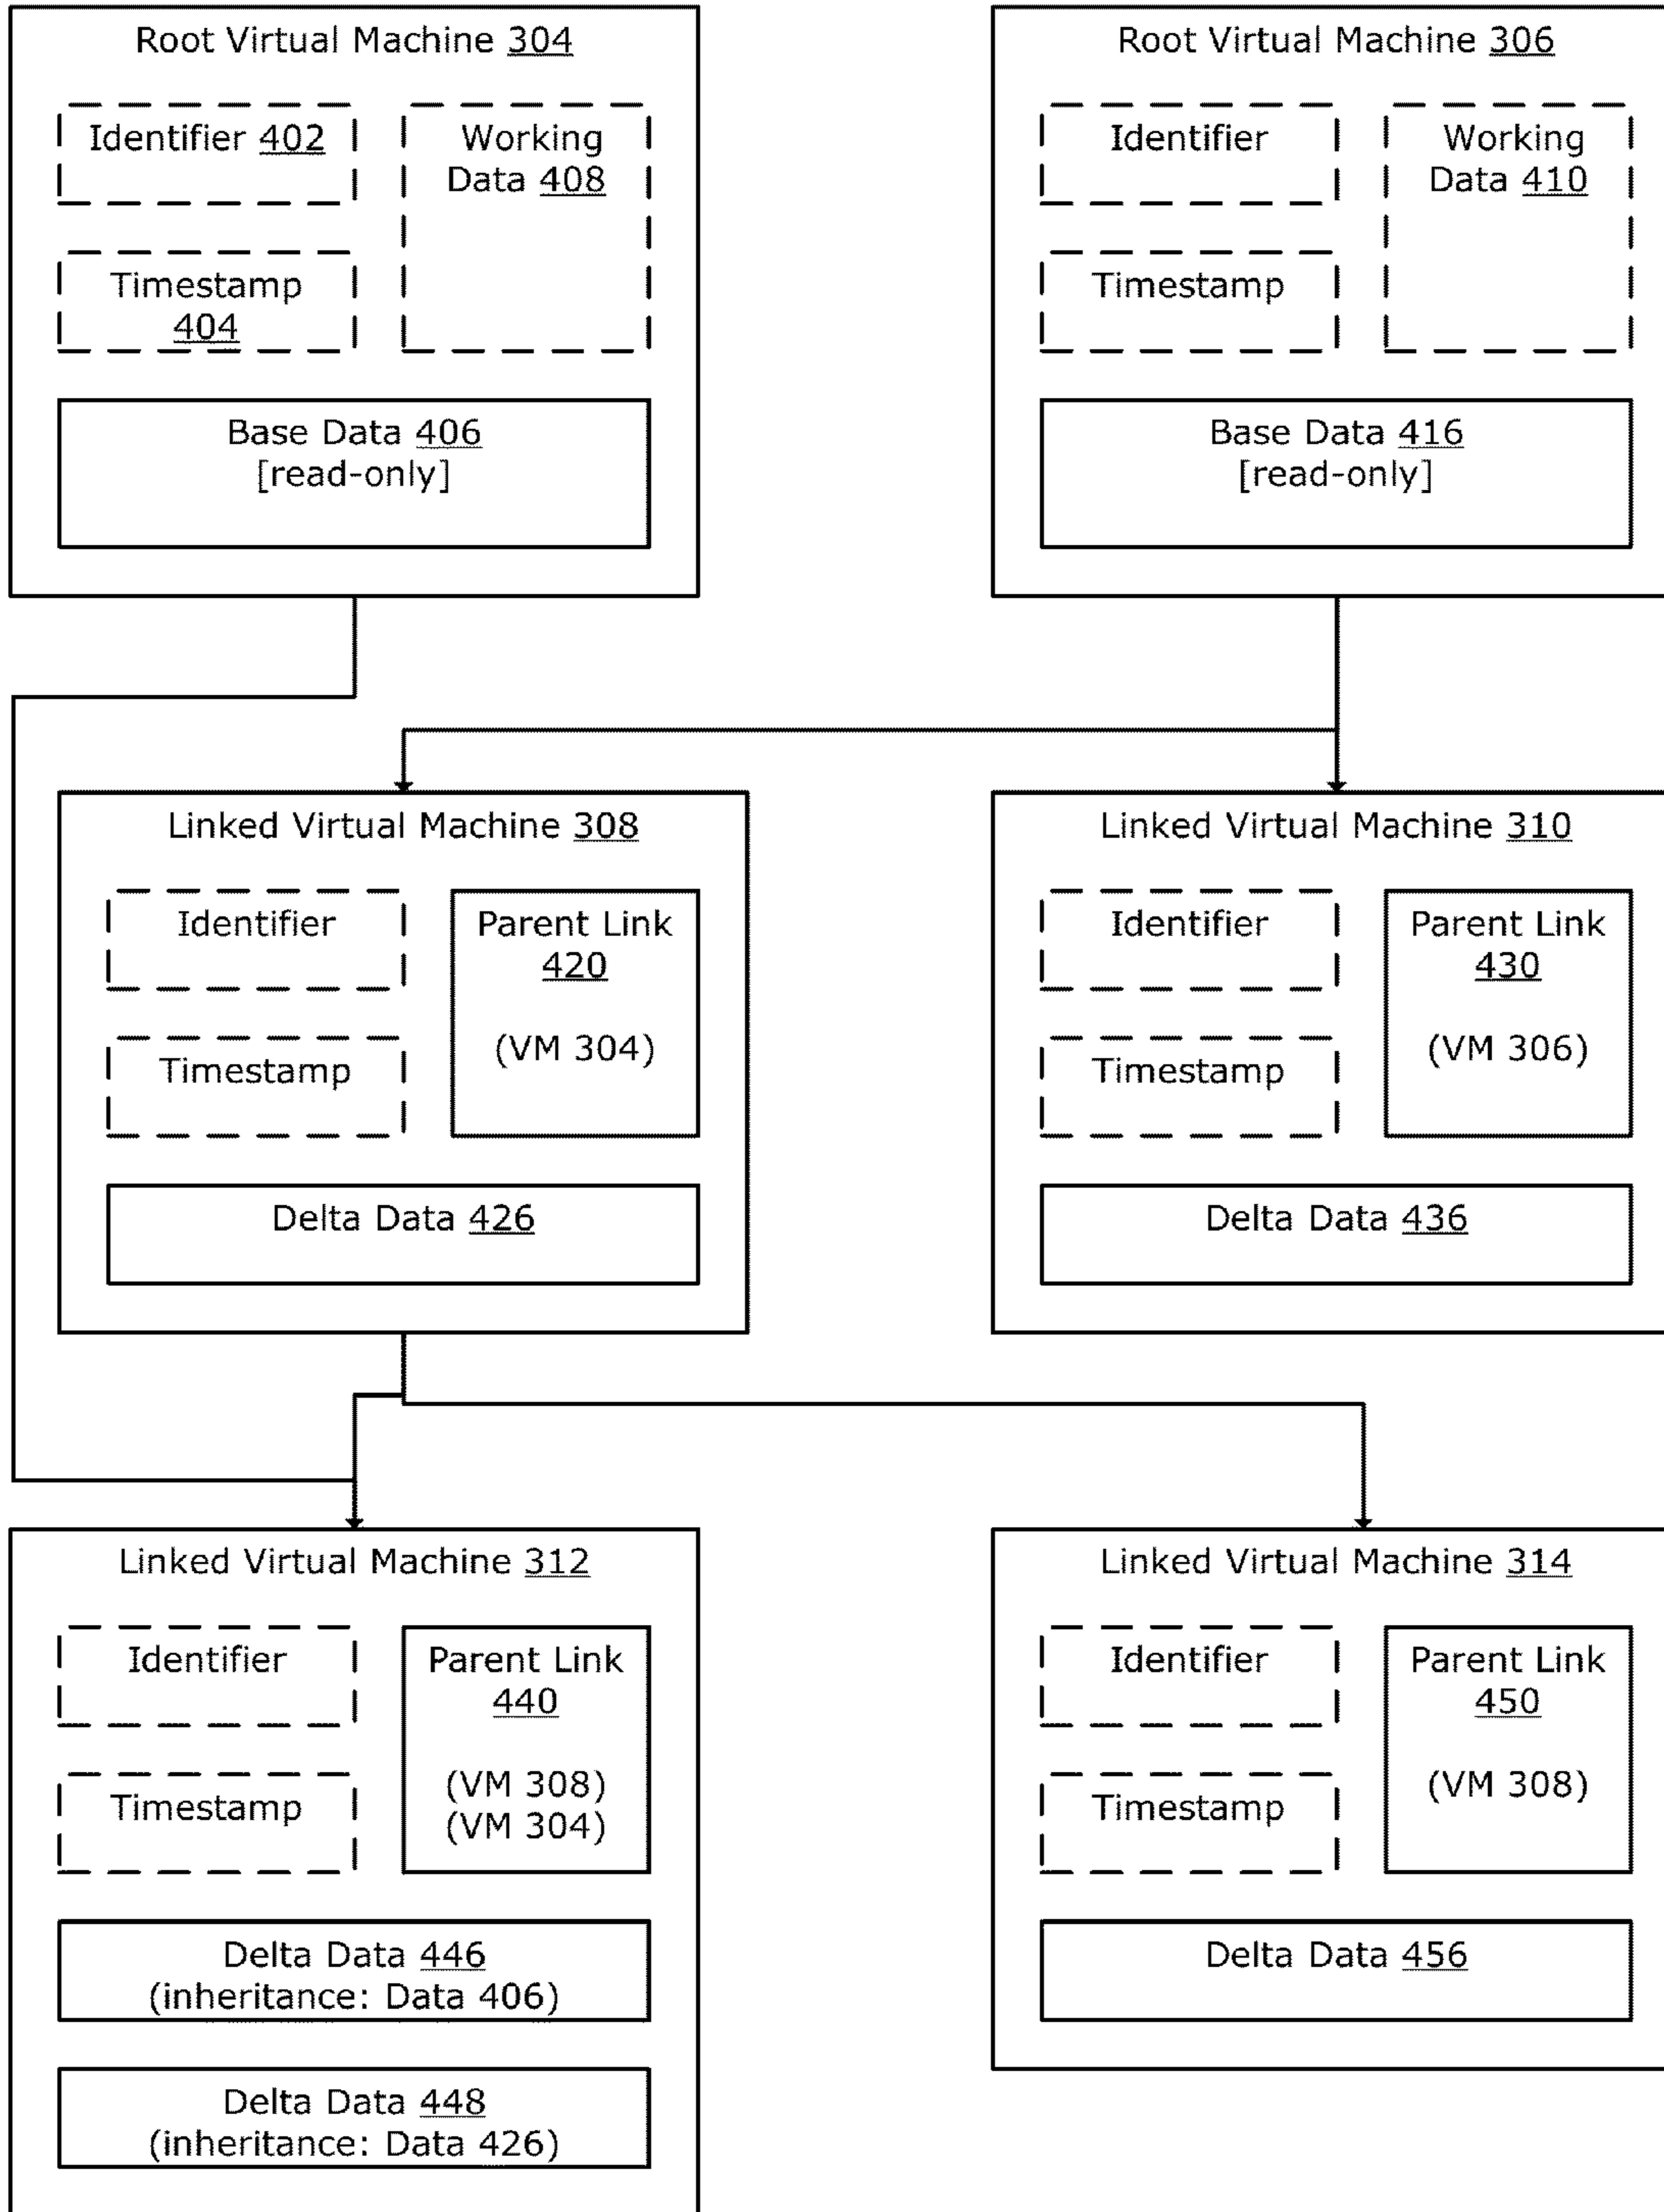 Root Virtual Machine 304
Identifier 402
Working
Data 408
Timestamp
404
Base Data 406
[read-only]
Root Virtual Machine 306
Identifier
Working
Data 410
Timestamp
Base Data 416
[read-only]
Linked Virtual Machine 308
Identifier
Parent Link
420
(VM 304)
Timestamp
Delta Data 426
Linked Virtual Machine 310
Identifier
Parent Link
430
(VM 306)
Timestamp
Delta Data 436
Linked Virtual Machine 312
Identifier
Parent Link
440
(VM 308)
(VM 304)
Timestamp
Delta Data 446
(inheritance: Data 406)
Delta Data 448
(inheritance: Data 426)
Linked Virtual Machine 314
Identifier
Parent Link
450
(VM 308)
Timestamp
Delta Data 456